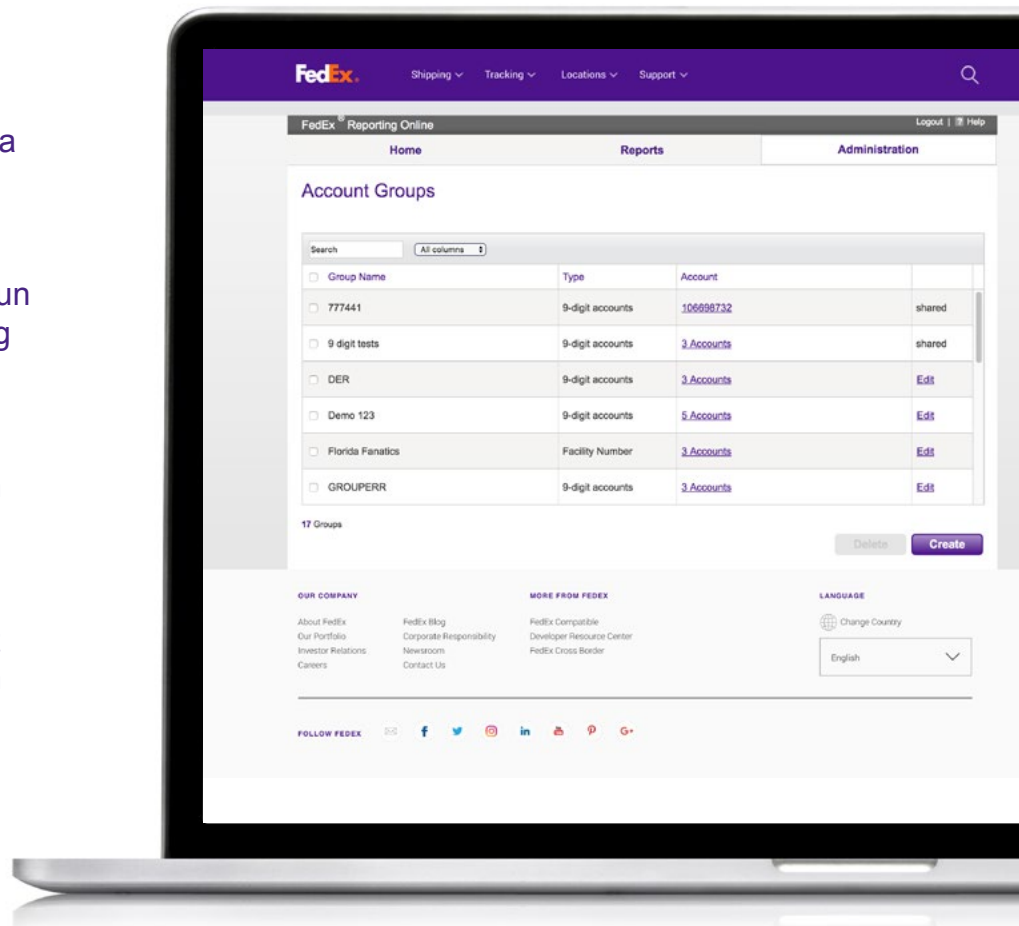 a
un
g
FedEx® Shipping Tracking Locations Support
FedEx® Reporting Online Logout | ? Help
Home Reports Administration
Account Groups
Search All columns
Group Name Type Account
777441 9-digit accounts 106698732 shared
9 digit tests 9-digit accounts 3 Accounts shared
DER 9-digit accounts 3 Accounts Edit
Demo 123 9-digit accounts 5 Accounts Edit
Florida Fanatics Facility Number 3 Accounts Edit
GROUPERR 9-digit accounts 3 Accounts Edit
17 Groups
Delete Create
OUR COMPANY MORE FROM FEDEX LANGUAGE
About FedEx FedEx Blog FedEx Compatible Change Country
Our Portfolio Corporate Responsibility Developer Resource Center
Investor Relations Newsroom FedEx Cross Border English
Careers Contact Us
FOLLOW FEDEX f in G+